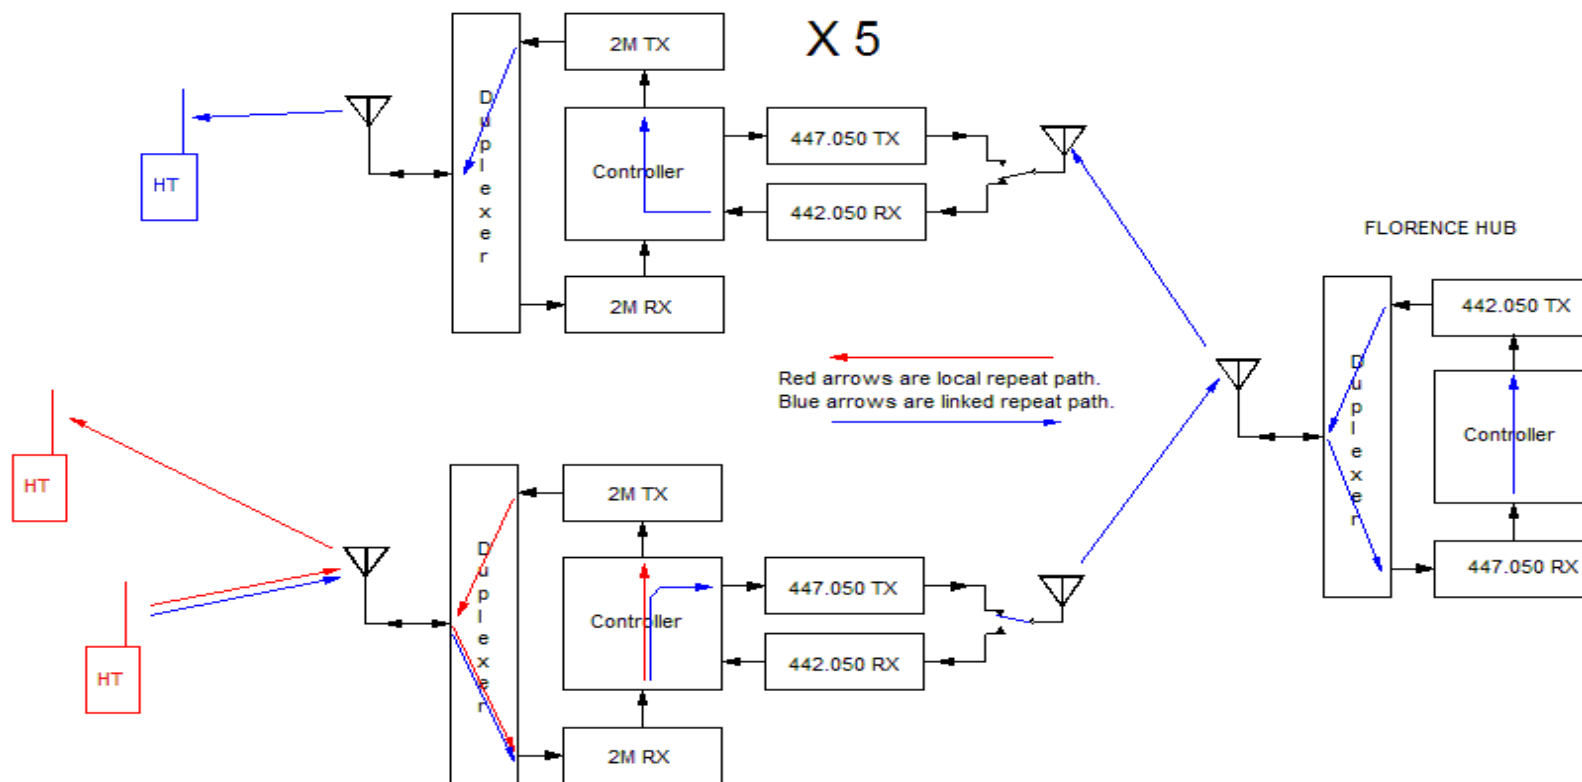 X 5
2M TX
Duplexer
HT
Controller
447.050 TX
442.050 RX
2M RX
FLORENCE HUB
442.050 TX
Duplexer
Controller
447.050 RX
Red arrows are local repeat path.
Blue arrows are linked repeat path.
HT
HT
2M TX
Duplexer
Controller
447.050 TX
442.050 RX
2M RX